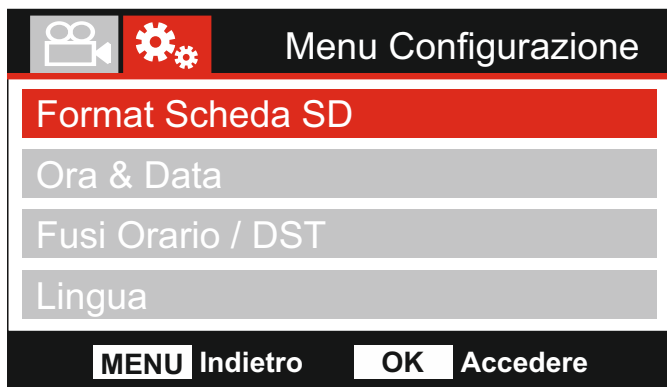 Menu Configurazione
Format Scheda SD
Ora & Data
Fusi Orario / DST
Lingua
MENU Indietro OK Accedere